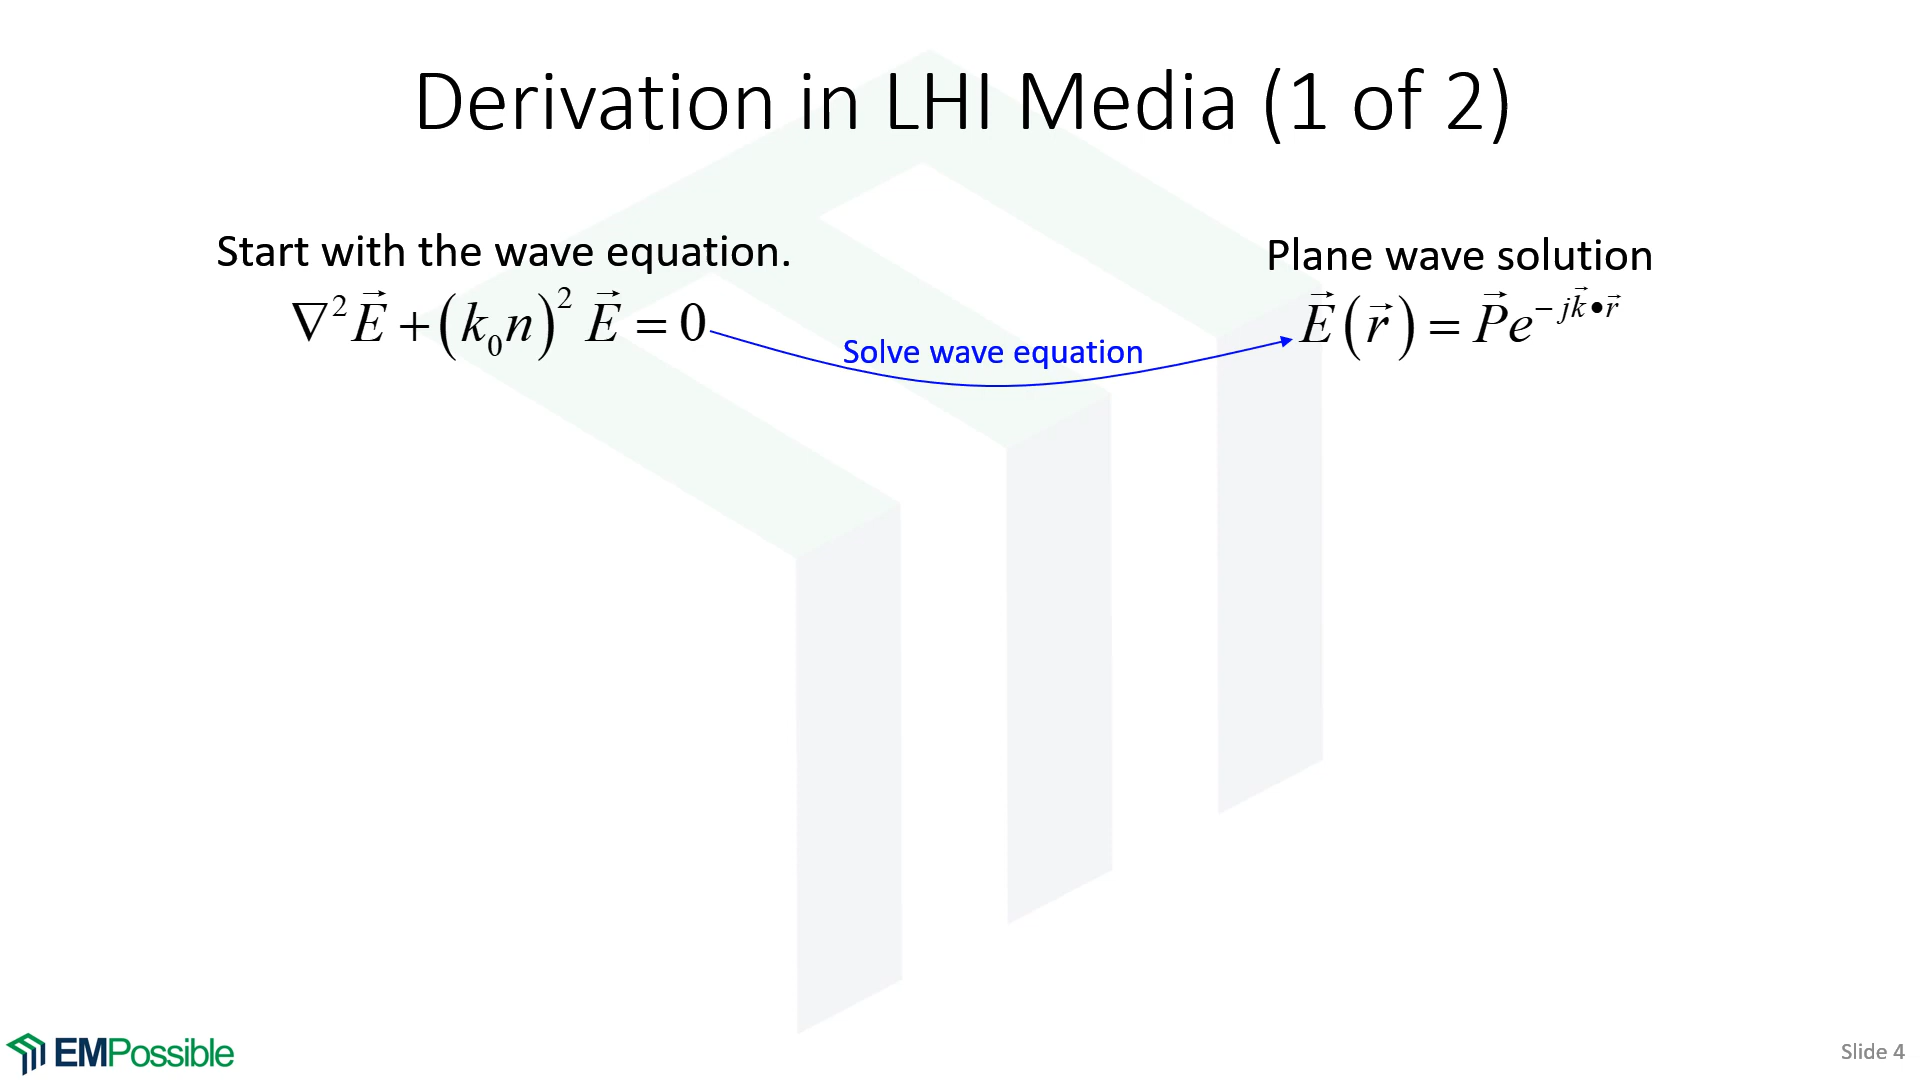 Derivation in LHI Media (1 of 2)
Start with the wave equation.
∇²E⃗ + (k₀n)² E⃗ = 0
Solve wave equation
Plane wave solution
E⃗(r⃗) = P⃗e^{−jk⃗•r⃗}
EMPossible
Slide 4